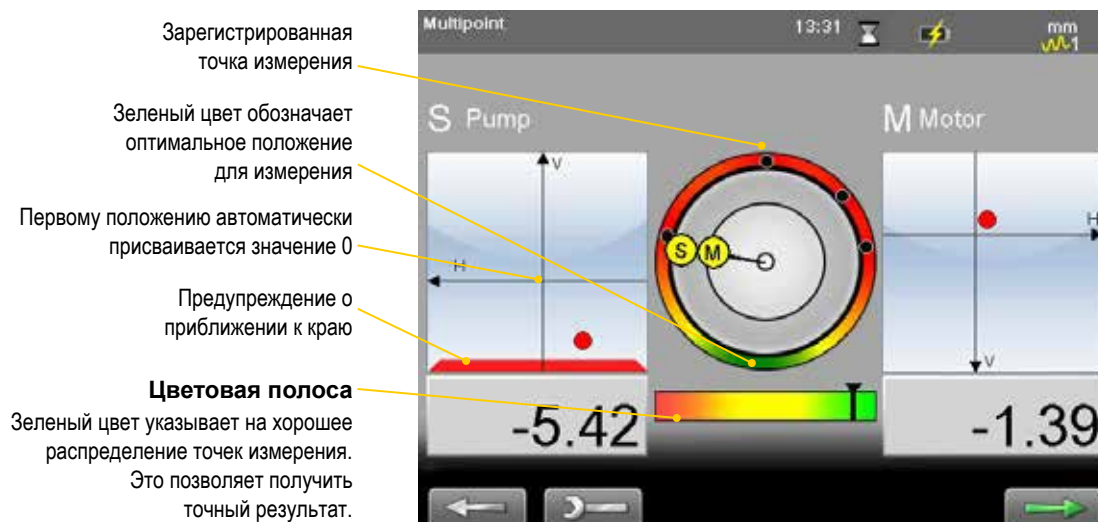 Зарегистрированная
точка измерения
Зеленый цвет обозначает
оптимальное положение
для измерения
Первому положению автоматически
присваивается значение 0
Предупреждение о
приближении к краю
Цветовая полоса
Зеленый цвет указывает на хорошее
распределение точек измерения.
Это позволяет получить
точный результат.
Multipoint 13:31 mm
1
S Pump M Motor
V
H
S M
H
V
-5.42 -1.39